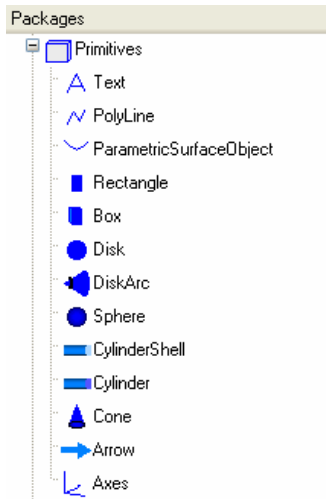 Packages
Primitives
Text
PolyLine
ParametricSurfaceObject
Rectangle
Box
Disk
DiskArc
Sphere
CylinderShell
Cylinder
Cone
Arrow
Axes